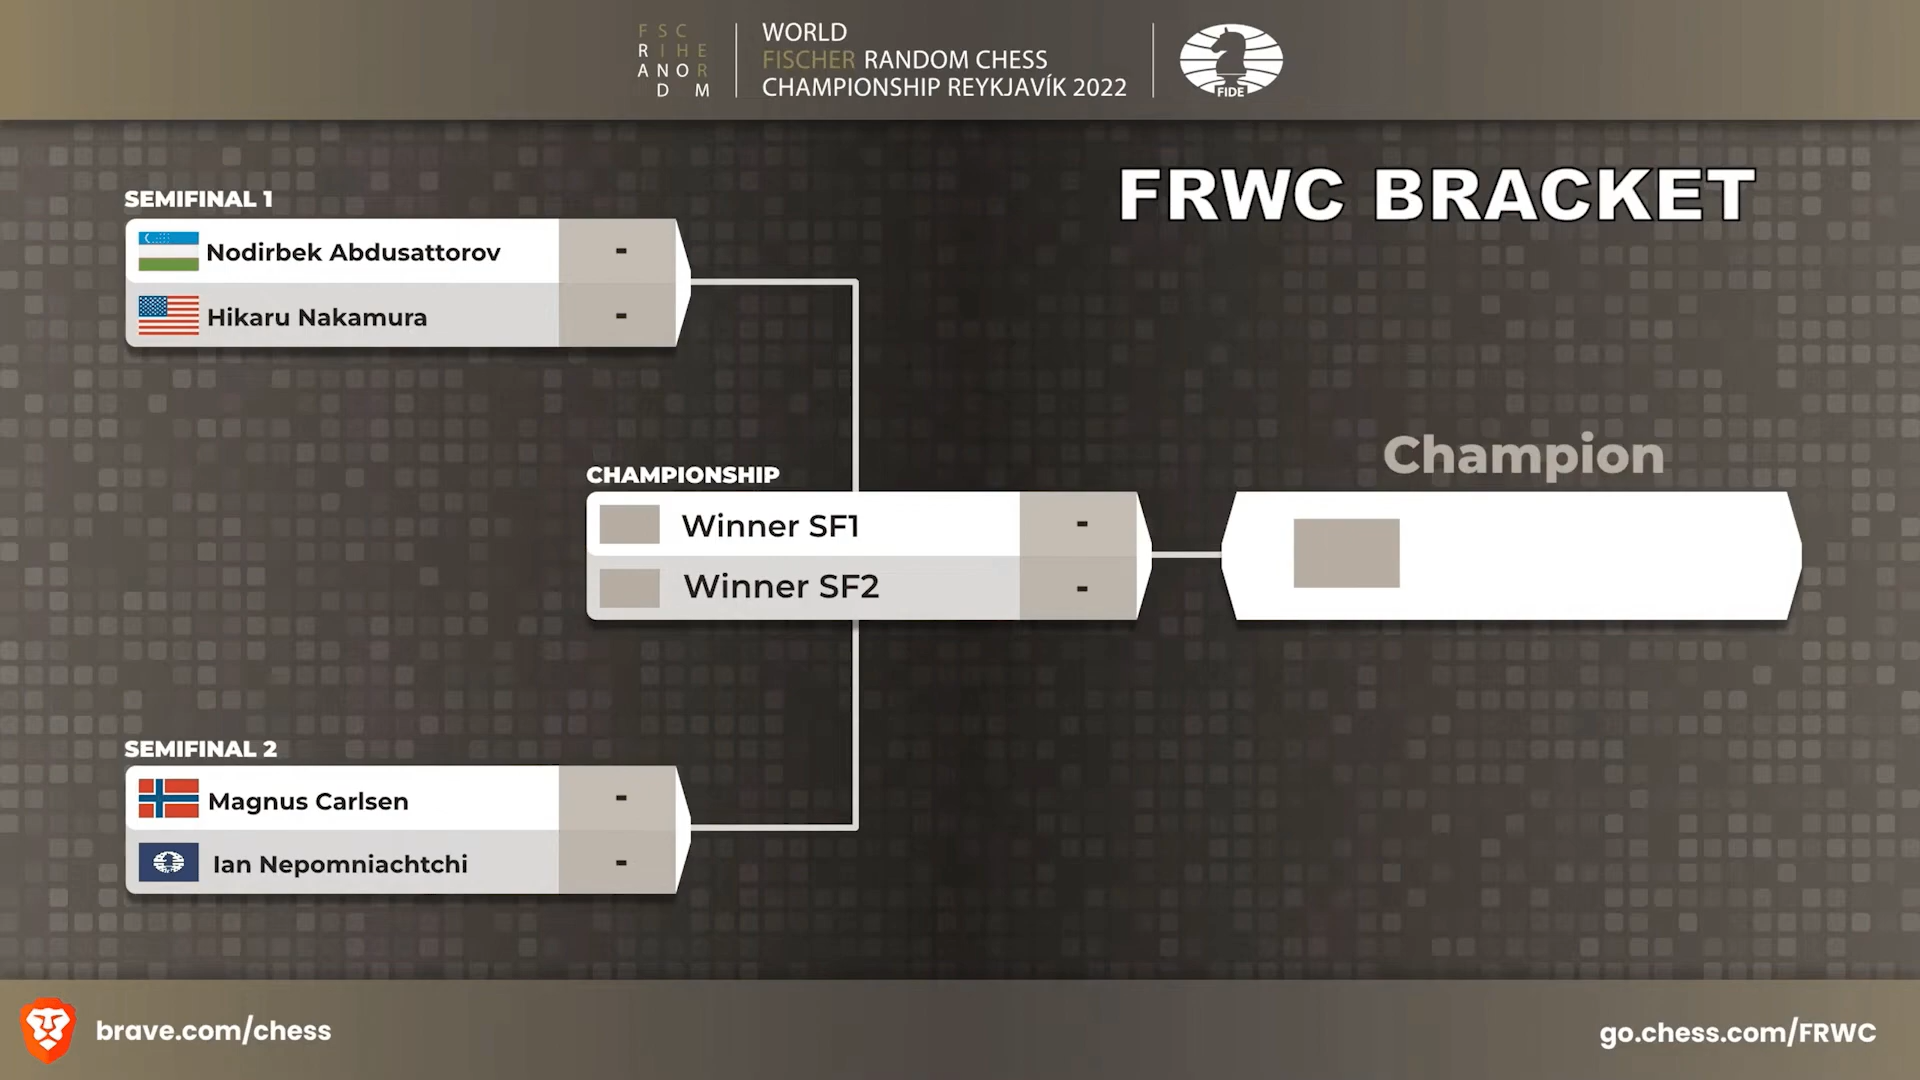 F S C
R I H E
A N O R
D M
WORLD
FISCHER RANDOM CHESS
CHAMPIONSHIP REYKJAVÍK 2022
FIDE
FRWC BRACKET
SEMIFINAL 1
Nodirbek Abdusattorov -
Hikaru Nakamura -
CHAMPIONSHIP
Winner SF1 -
Winner SF2 -
Champion
SEMIFINAL 2
Magnus Carlsen -
Ian Nepomniachtchi -
brave.com/chess
go.chess.com/FRWC